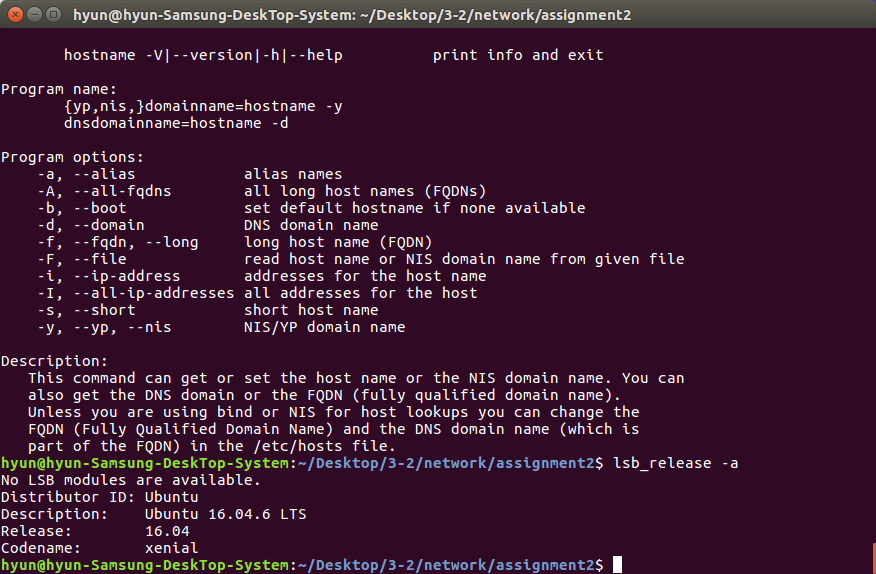 hyun@hyun-Samsung-DeskTop-System: ~/Desktop/3-2/network/assignment2
       hostname -V|--version|-h|--help          print info and exit
Program name:
       {yp,nis,}domainname=hostname -y
       dnsdomainname=hostname -d
Program options:
    -a, --alias            alias names
    -A, --all-fqdns        all long host names (FQDNs)
    -b, --boot             set default hostname if none available
    -d, --domain           DNS domain name
    -f, --fqdn, --long     long host name (FQDN)
    -F, --file             read host name or NIS domain name from given file
    -i, --ip-address       addresses for the host name
    -I, --all-ip-addresses all addresses for the host
    -s, --short            short host name
    -y, --yp, --nis        NIS/YP domain name
Description:
   This command can get or set the host name or the NIS domain name. You can
   also get the DNS domain or the FQDN (fully qualified domain name).
   Unless you are using bind or NIS for host lookups you can change the
   FQDN (Fully Qualified Domain Name) and the DNS domain name (which is
   part of the FQDN) in the /etc/hosts file.
hyun@hyun-Samsung-DeskTop-System:~/Desktop/3-2/network/assignment2$ lsb_release -a
No LSB modules are available.
Distributor ID: Ubuntu
Description:    Ubuntu 16.04.6 LTS
Release:        16.04
Codename:       xenial
hyun@hyun-Samsung-DeskTop-System:~/Desktop/3-2/network/assignment2$